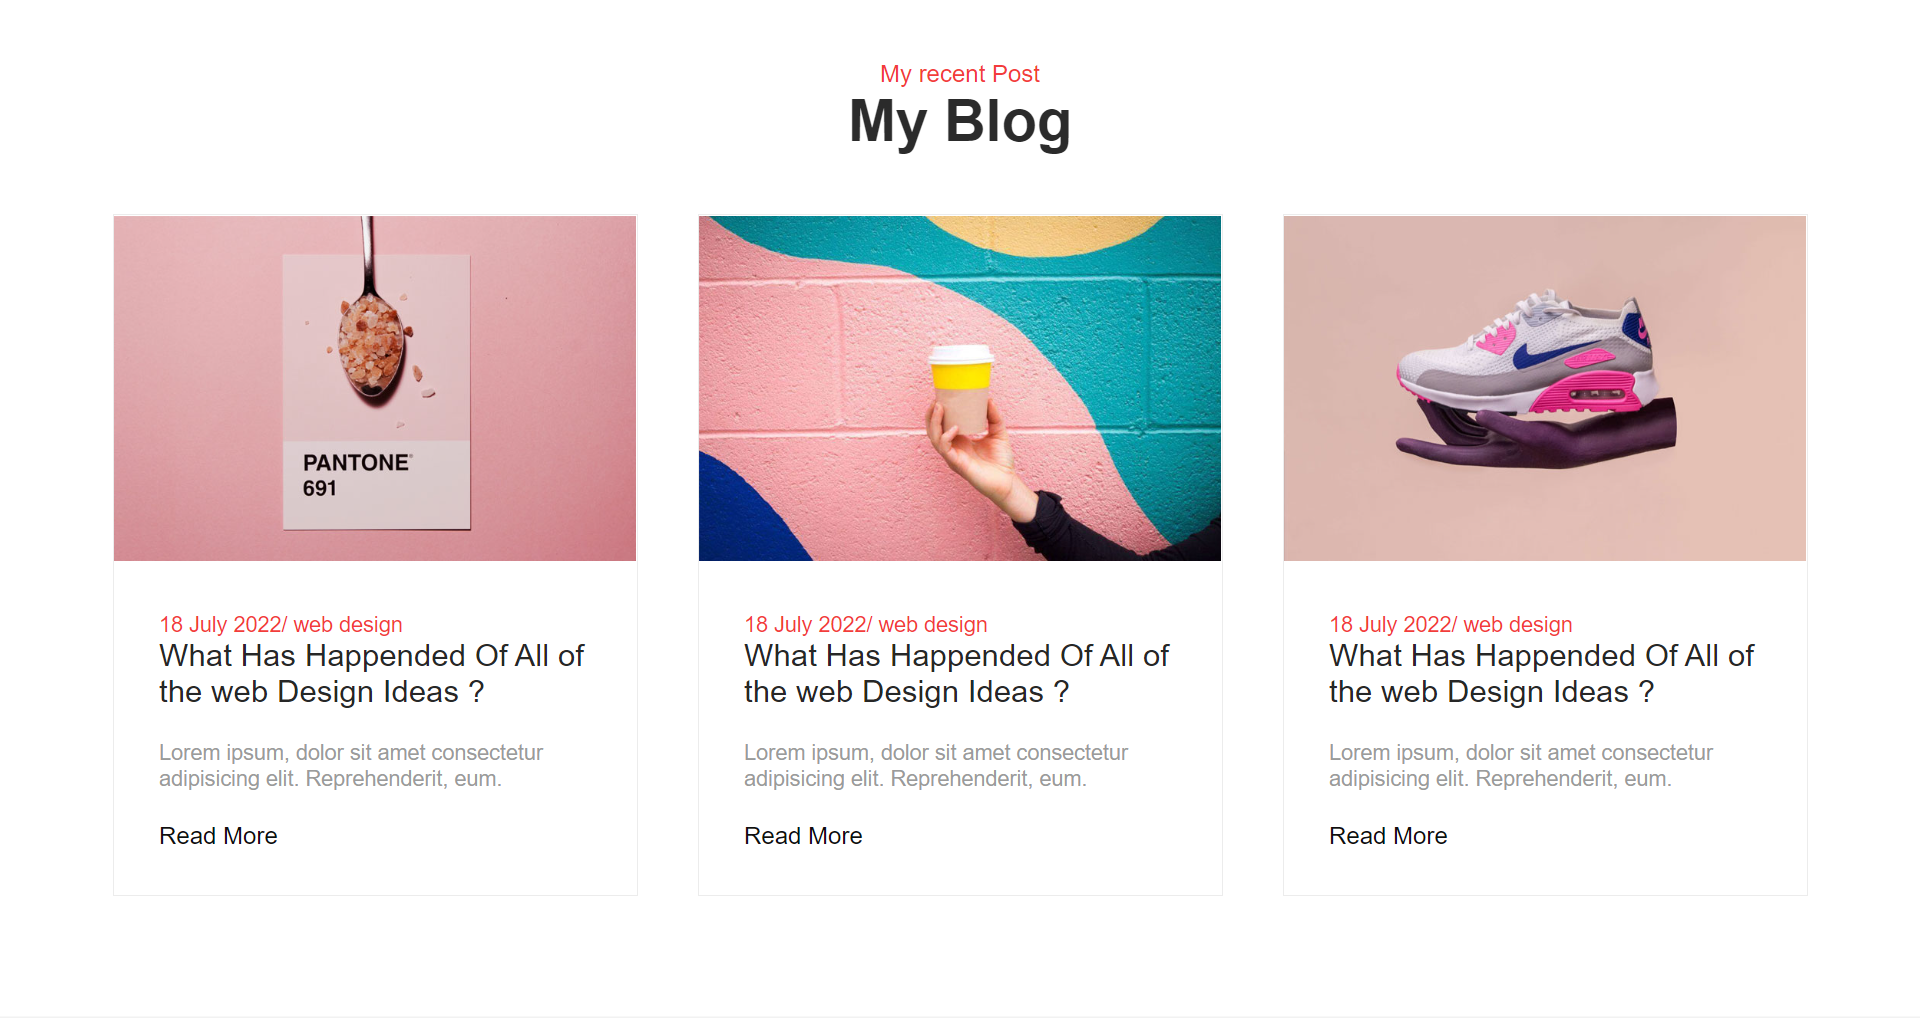 My recent Post
My Blog
PANTONE®
691
18 July 2022/ web design
What Has Happended Of All of
the web Design Ideas ?
Lorem ipsum, dolor sit amet consectetur
adipisicing elit. Reprehenderit, eum.
Read More
18 July 2022/ web design
What Has Happended Of All of
the web Design Ideas ?
Lorem ipsum, dolor sit amet consectetur
adipisicing elit. Reprehenderit, eum.
Read More
18 July 2022/ web design
What Has Happended Of All of
the web Design Ideas ?
Lorem ipsum, dolor sit amet consectetur
adipisicing elit. Reprehenderit, eum.
Read More